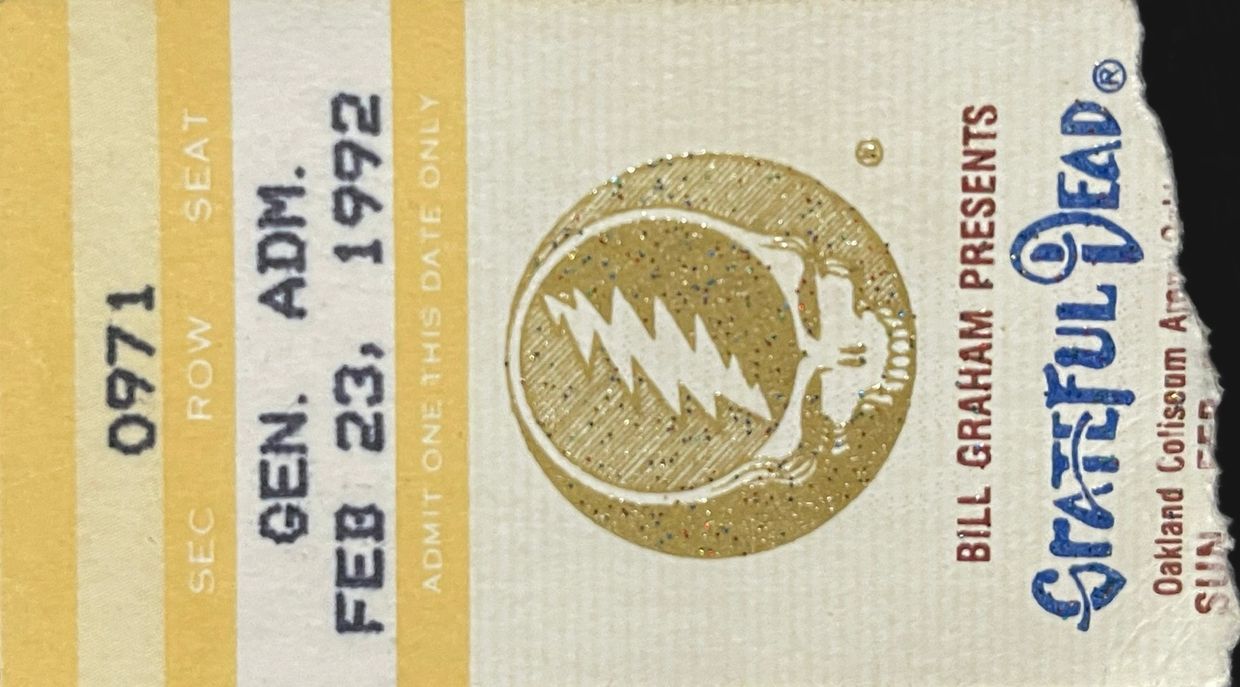 0971
SEC ROW SEAT
GEN. ADM.
FEB 23, 1992
ADMIT ONE THIS DATE ONLY
®
BILL GRAHAM PRESENTS
GRATEFUL DEAD®
Oakland Coliseum
SUN